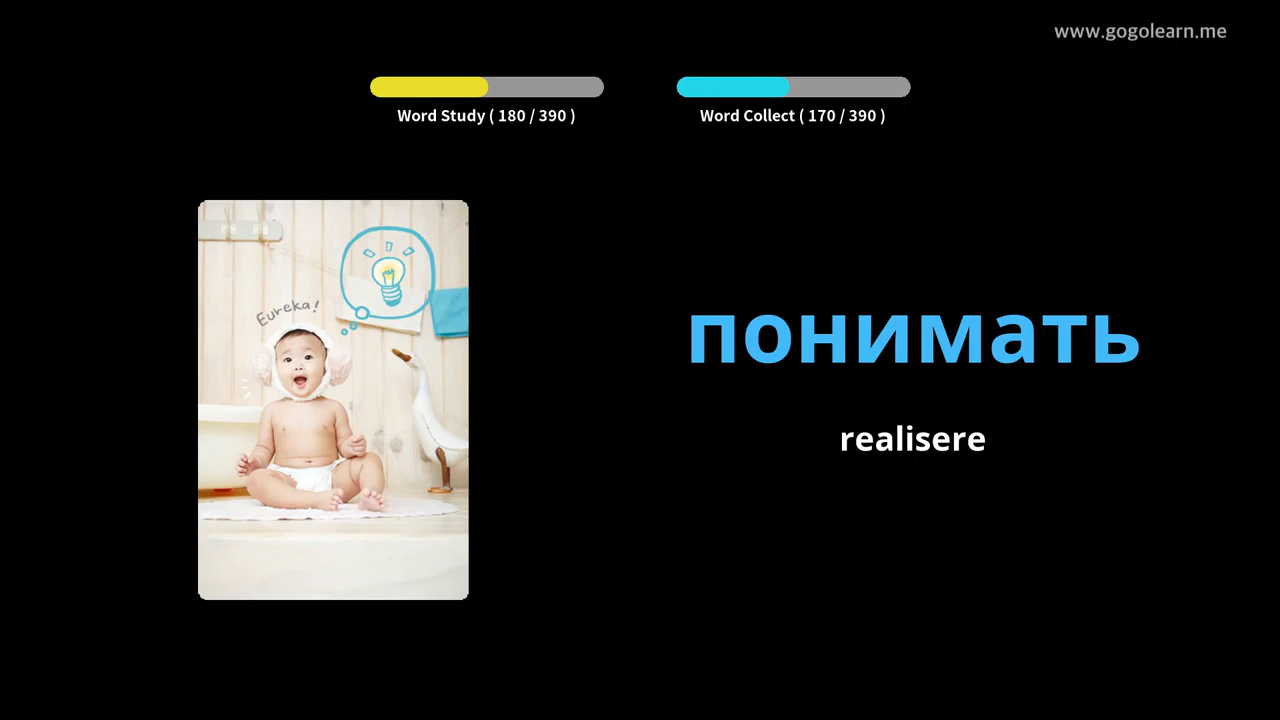 www.gogolearn.me
Word Study ( 180 / 390 )
Word Collect ( 170 / 390 )
Eureka!
понимать
realisere